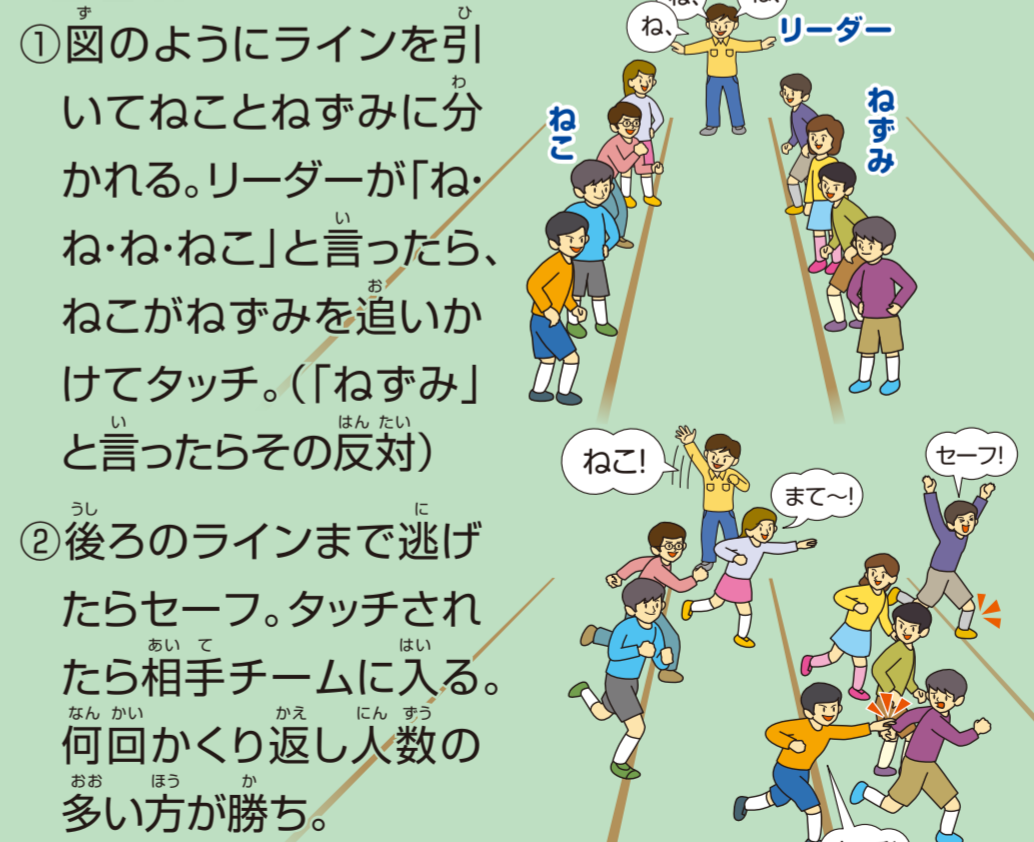 ①図のようにラインを引
いてねことねずみに分
かれる。リーダーが「ね・
ね・ね・ねこ」と言ったら、
ねこがねずみを追いか
けてタッチ。（「ねずみ」
と言ったらその反対）
②後ろのラインまで逃げ
たらセーフ。タッチされ
たら相手チームに入る。
何回かくり返し人数の
多い方が勝ち。
ね、
ね、
リーダー
ねこ
ねずみ
ねこ!
まて〜!
セーフ!